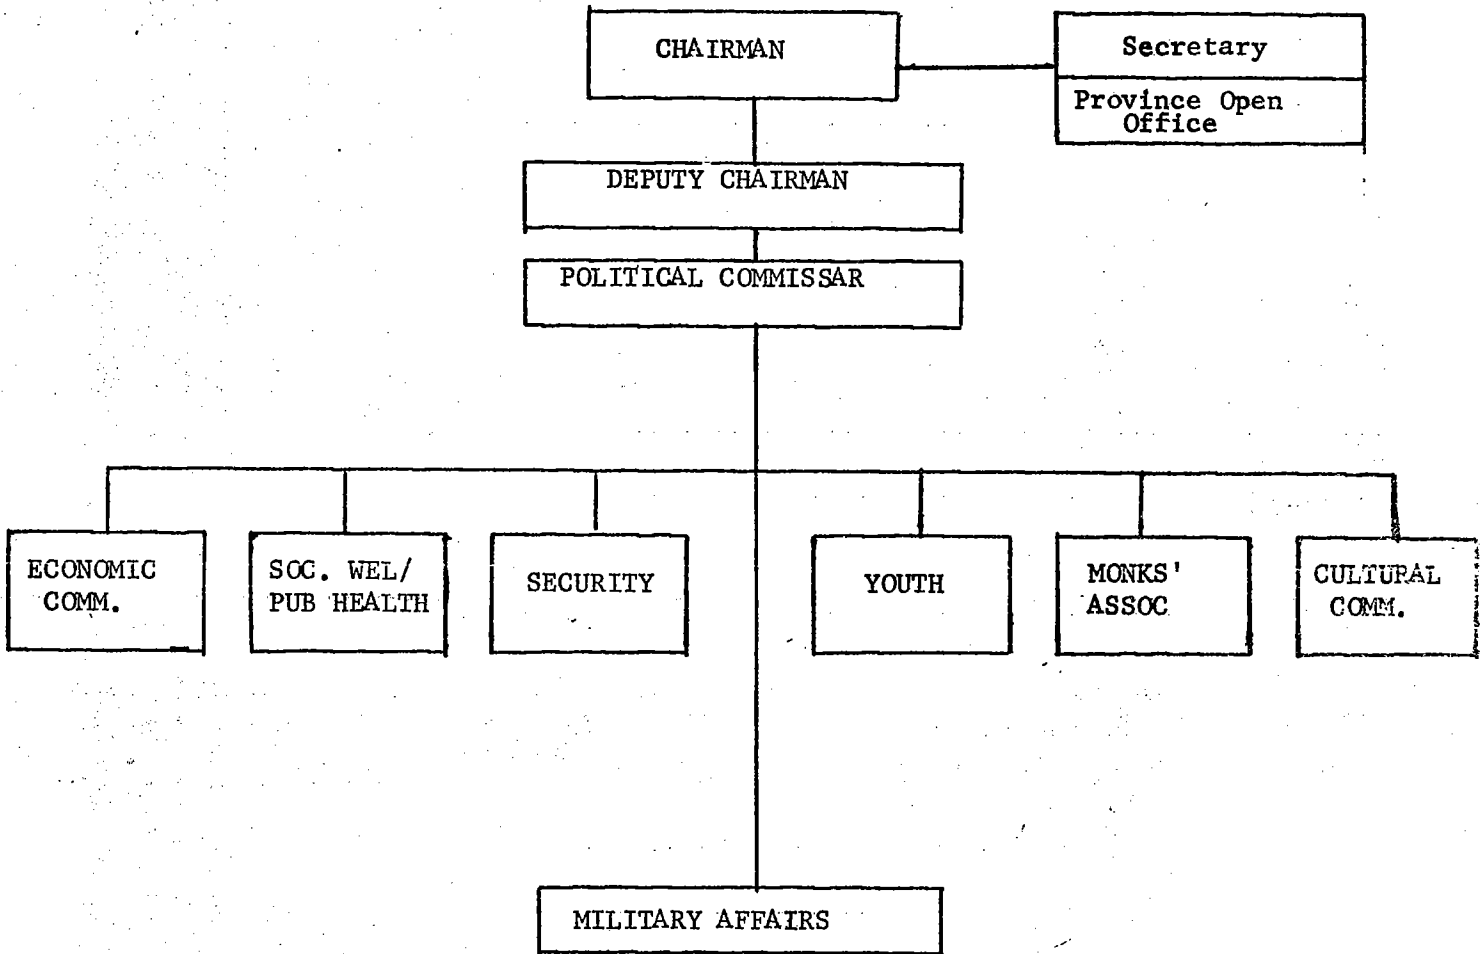 CHAIRMAN
Secretary
Province Open
Office
DEPUTY CHAIRMAN
POLITICAL COMMISSAR
ECONOMIC
COMM.
SOC. WEL/
PUB HEALTH
SECURITY
YOUTH
MONKS'
ASSOC
CULTURAL
COMM.
MILITARY AFFAIRS